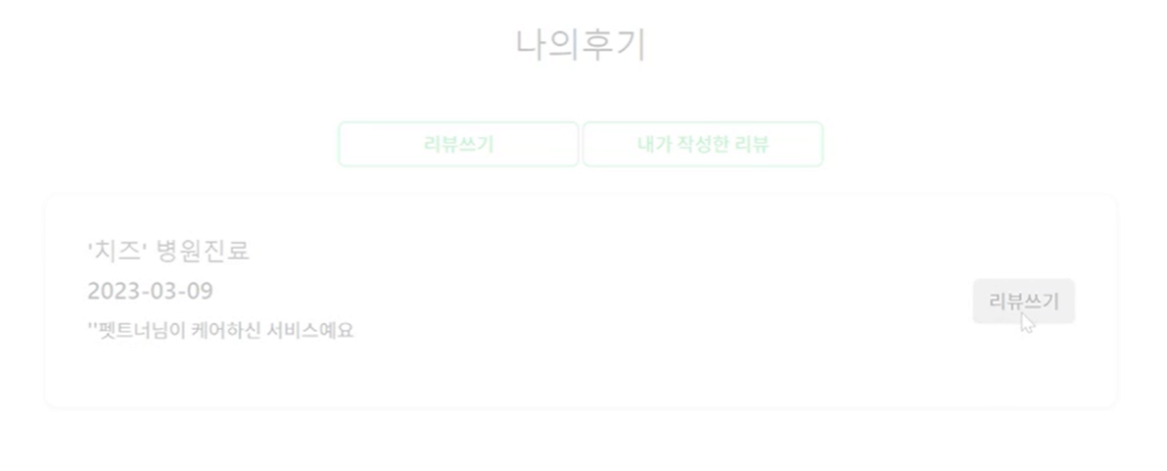 나의후기
리뷰쓰기 내가 작성한 리뷰
'치즈' 병원진료
2023-03-09
''펫트너님이 케어하신 서비스예요
리뷰쓰기